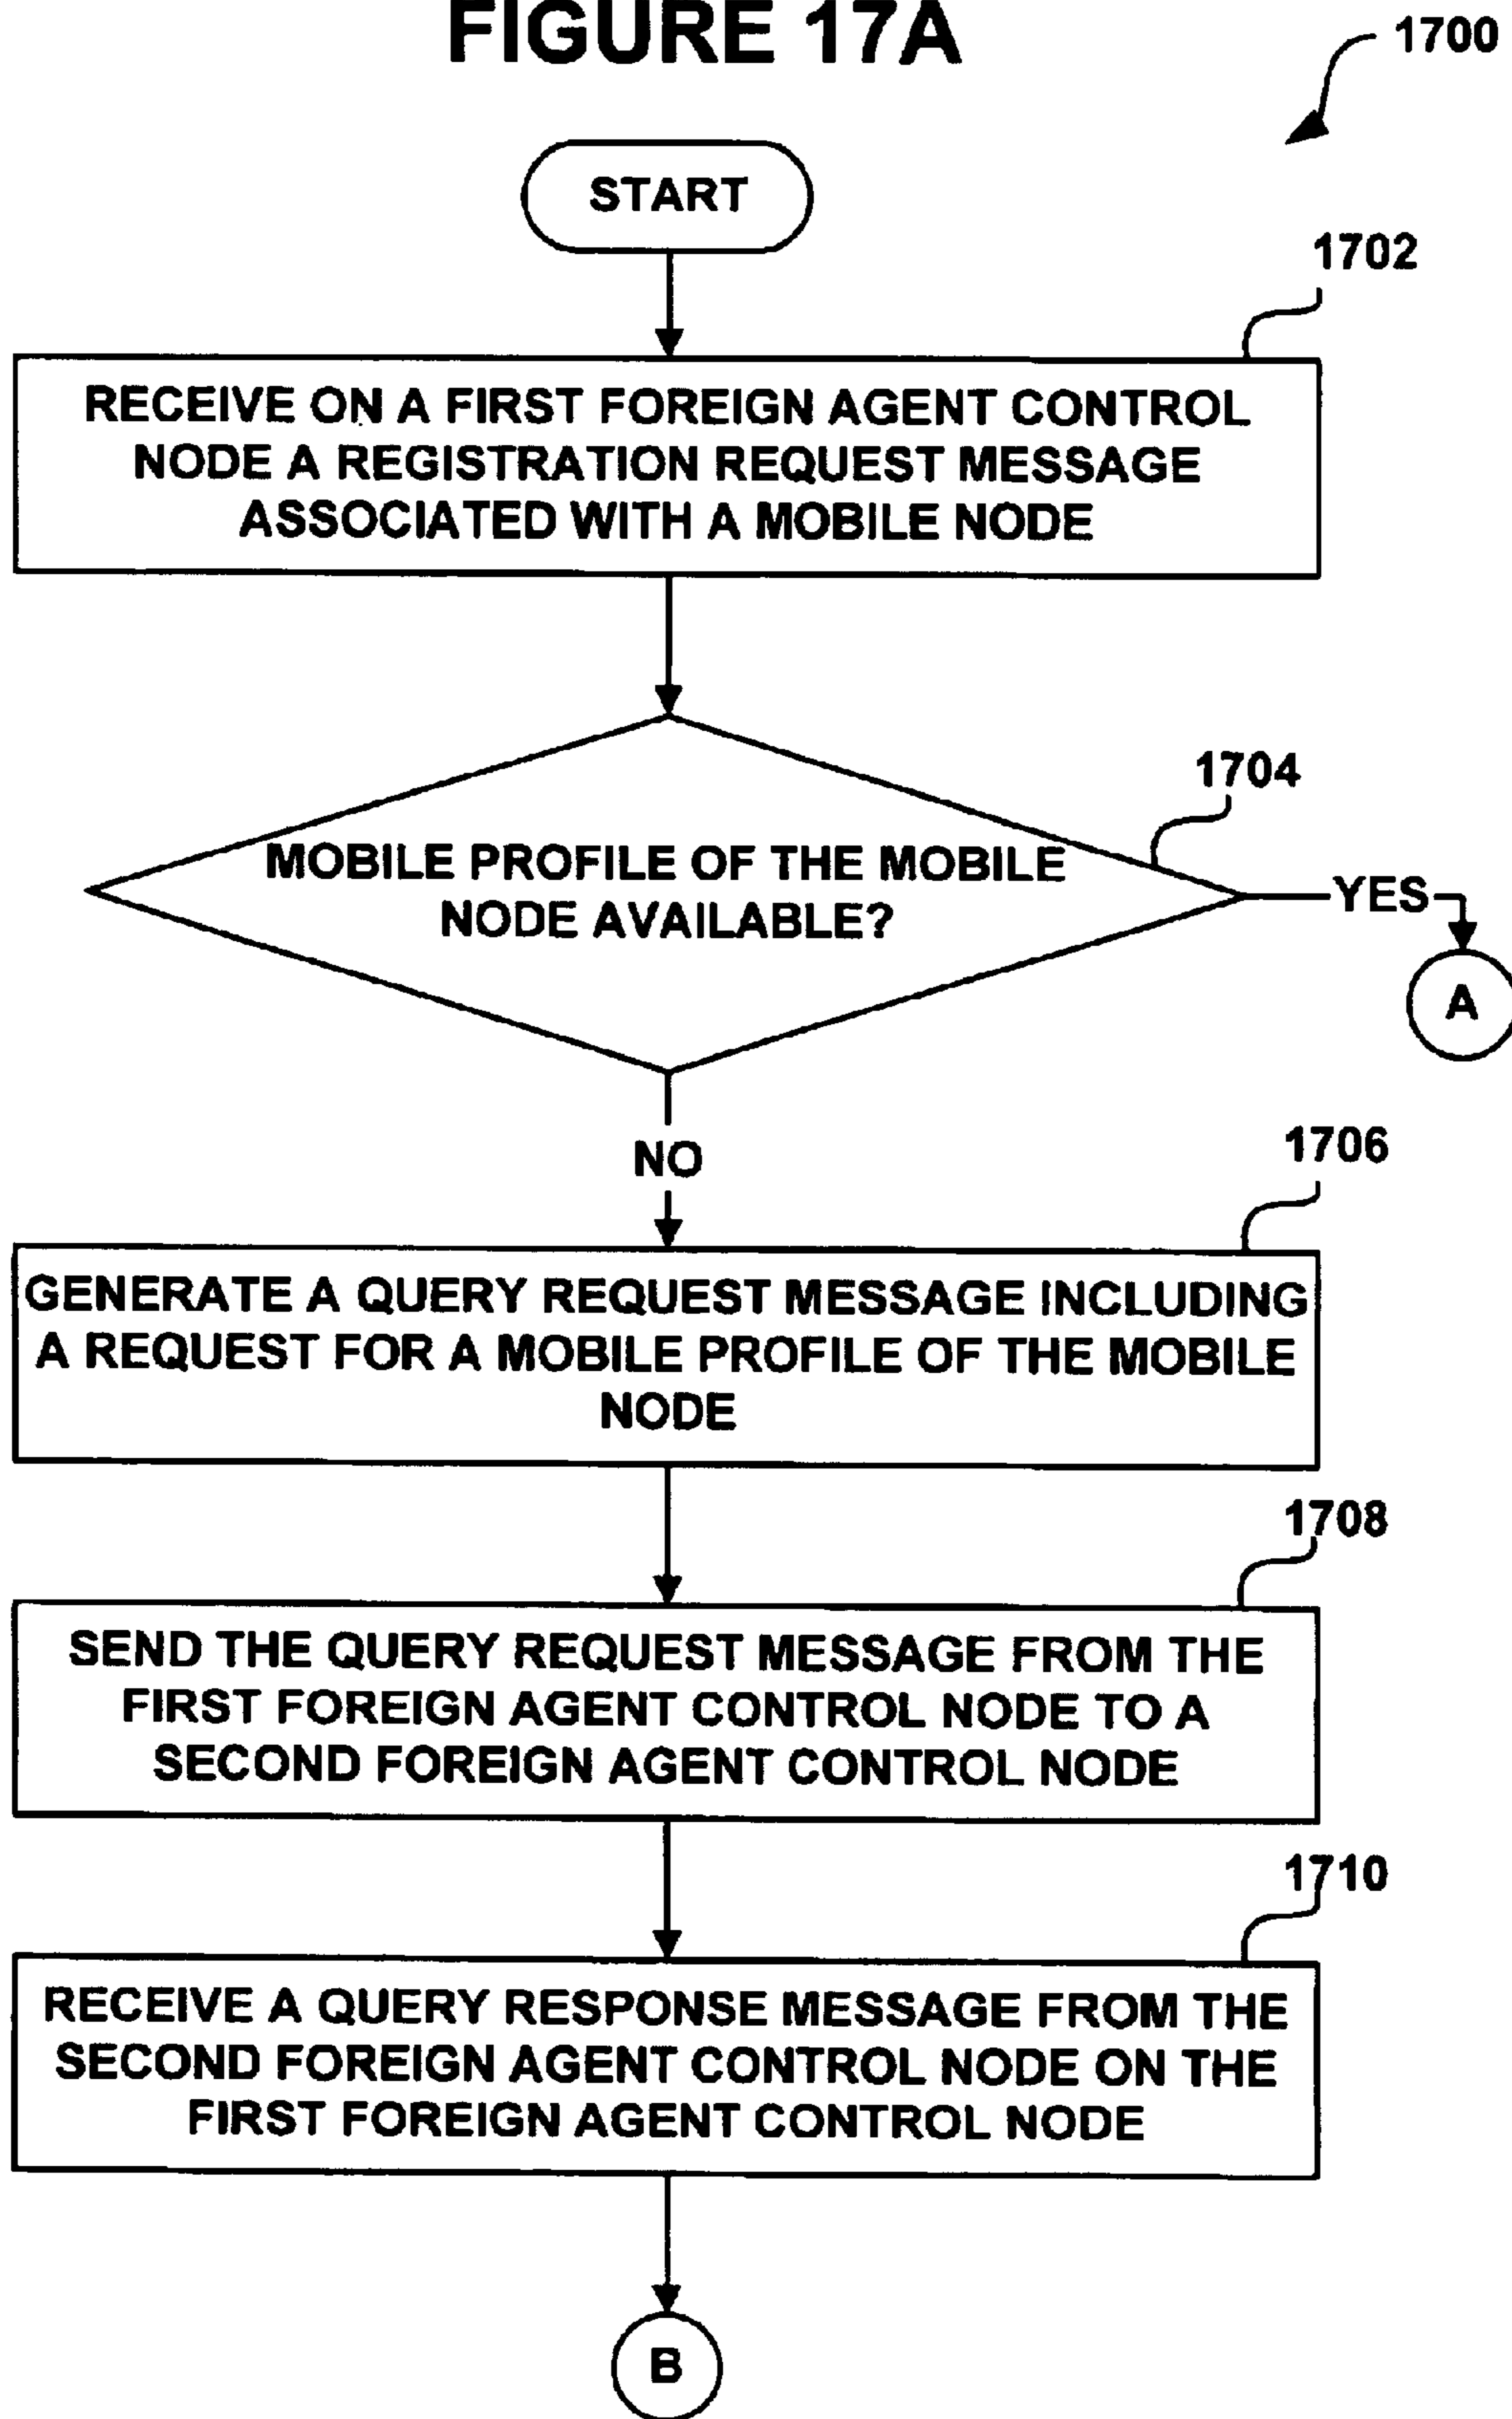 FIGURE 17A
1700
START
1702
RECEIVE ON A FIRST FOREIGN AGENT CONTROL
NODE A REGISTRATION REQUEST MESSAGE
ASSOCIATED WITH A MOBILE NODE
1704
MOBILE PROFILE OF THE MOBILE
NODE AVAILABLE?
YES
A
NO
1706
GENERATE A QUERY REQUEST MESSAGE INCLUDING
A REQUEST FOR A MOBILE PROFILE OF THE MOBILE
NODE
1708
SEND THE QUERY REQUEST MESSAGE FROM THE
FIRST FOREIGN AGENT CONTROL NODE TO A
SECOND FOREIGN AGENT CONTROL NODE
1710
RECEIVE A QUERY RESPONSE MESSAGE FROM THE
SECOND FOREIGN AGENT CONTROL NODE ON THE
FIRST FOREIGN AGENT CONTROL NODE
B